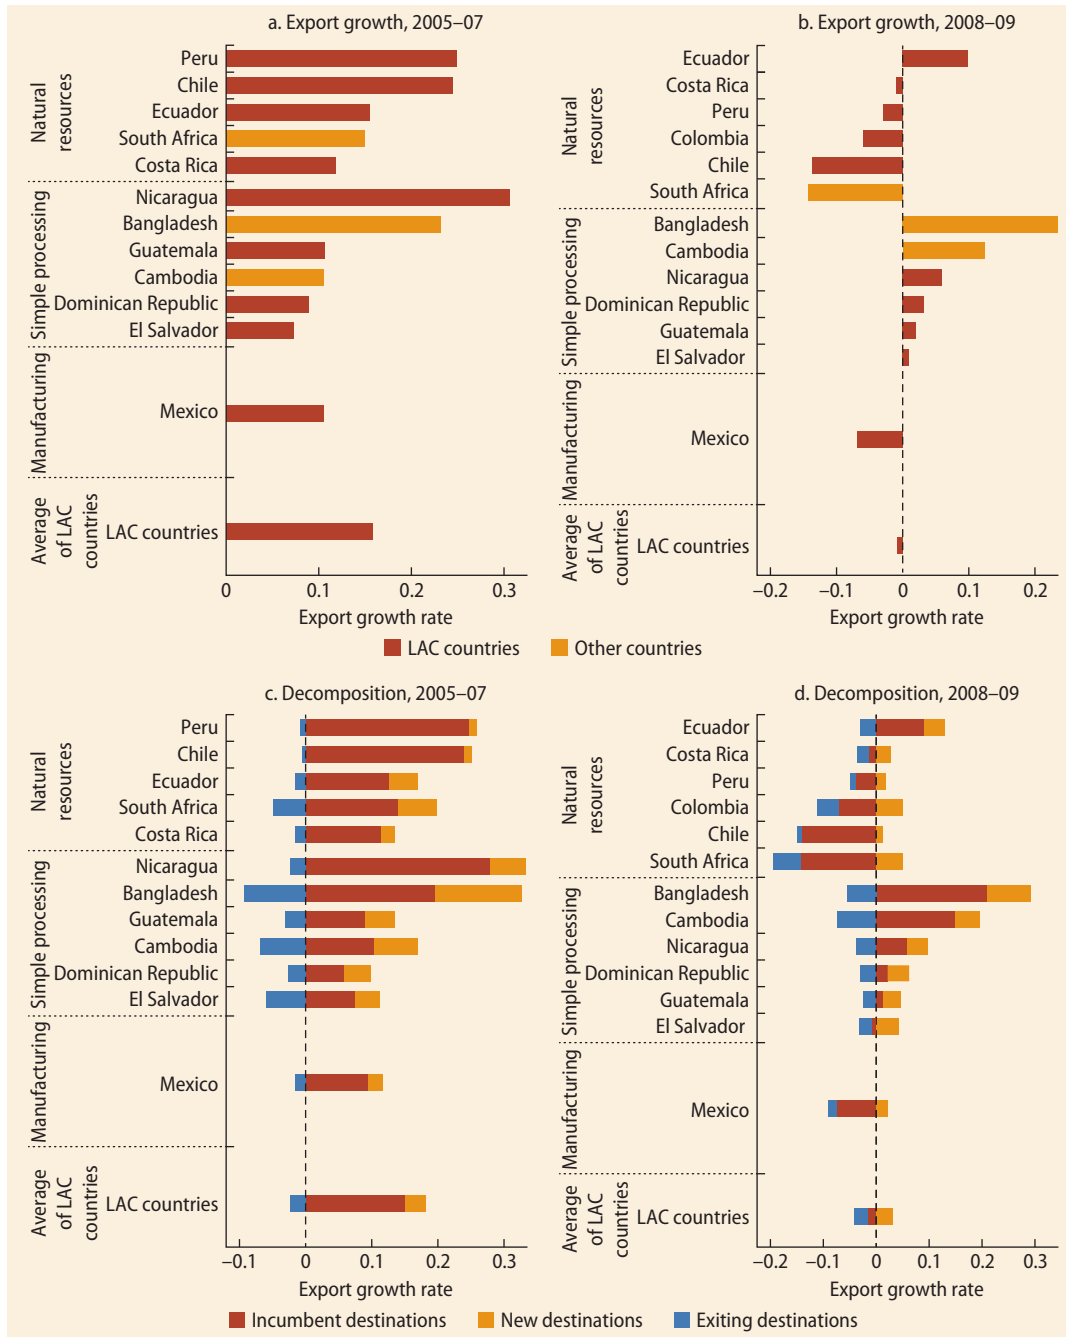 a. Export growth, 2005–07
Natural
resources
Peru
Chile
Ecuador
South Africa
Costa Rica
Simple processing
Nicaragua
Bangladesh
Guatemala
Cambodia
Dominican Republic
El Salvador
Manufacturing
Mexico
Average
of LAC
countries
LAC countries
0
0.1
0.2
0.3
Export growth rate
b. Export growth, 2008–09
Natural
resources
Ecuador
Costa Rica
Peru
Colombia
Chile
South Africa
Simple processing
Bangladesh
Cambodia
Nicaragua
Dominican Republic
Guatemala
El Salvador
Manufacturing
Mexico
Average
of LAC
countries
LAC countries
−0.2
−0.1
0
0.1
0.2
Export growth rate
LAC countries
Other countries
c. Decomposition, 2005–07
Natural
resources
Peru
Chile
Ecuador
South Africa
Costa Rica
Simple processing
Nicaragua
Bangladesh
Guatemala
Cambodia
Dominican Republic
El Salvador
Manufacturing
Mexico
Average
of LAC
countries
LAC countries
−0.1
0
0.1
0.2
0.3
Export growth rate
d. Decomposition, 2008–09
Natural
resources
Ecuador
Costa Rica
Peru
Colombia
Chile
South Africa
Simple processing
Bangladesh
Cambodia
Nicaragua
Dominican Republic
Guatemala
El Salvador
Manufacturing
Mexico
Average
of LAC
countries
LAC countries
−0.2
−0.1
0
0.1
0.2
0.3
Export growth rate
Incumbent destinations
New destinations
Exiting destinations